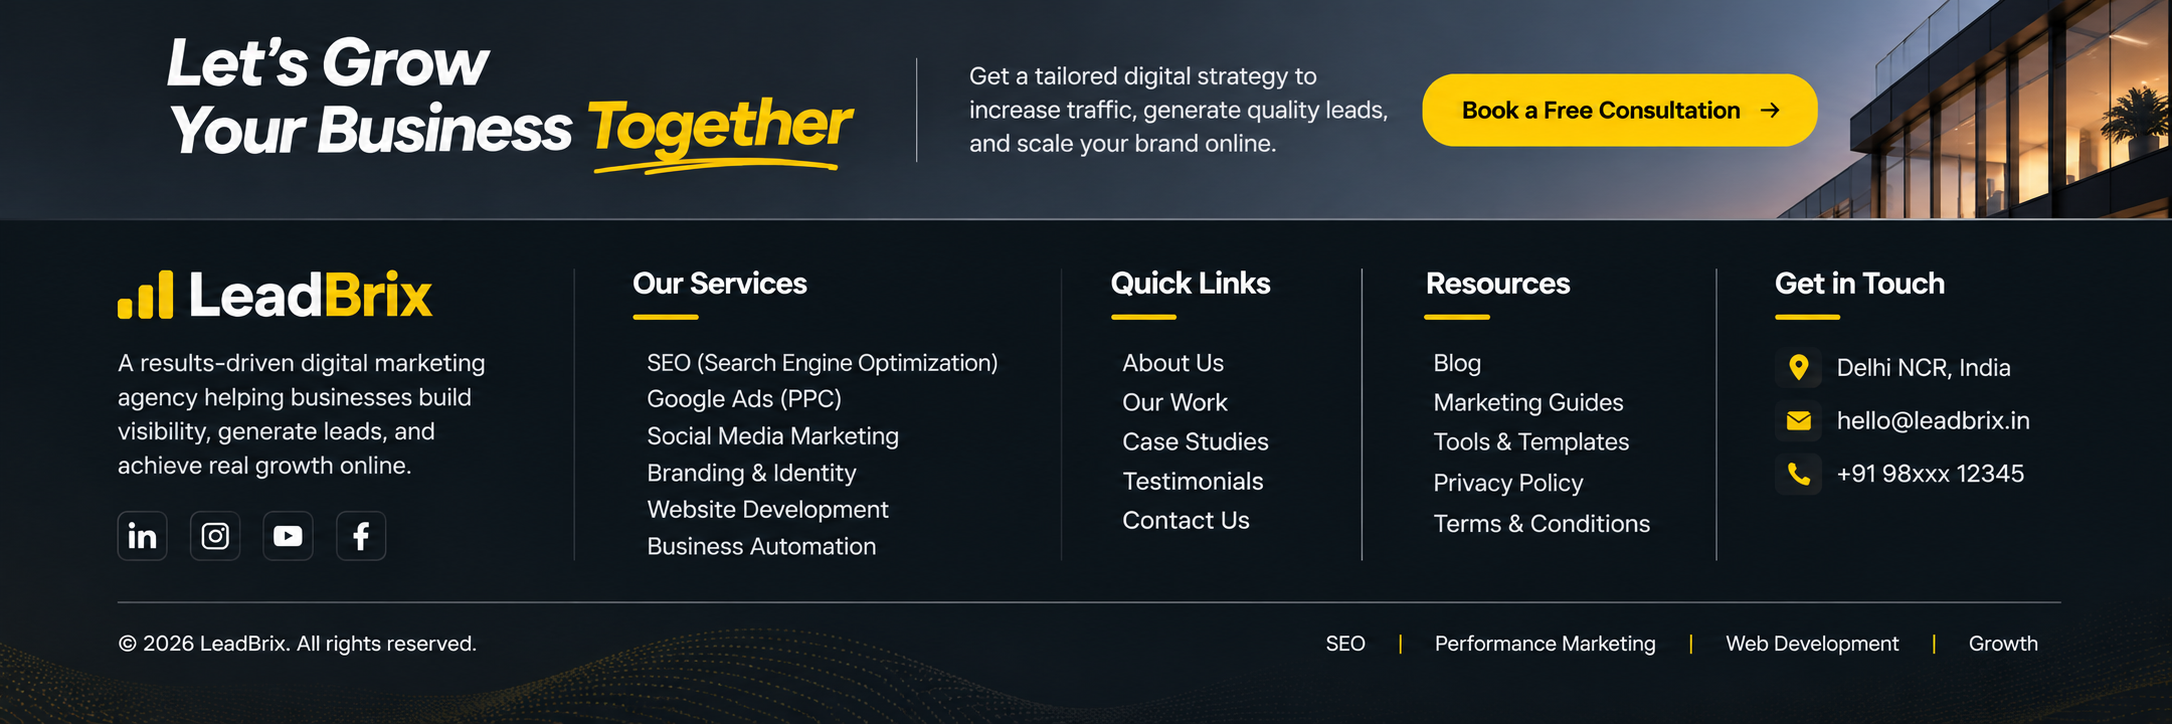 Let's Grow
Your Business Together
Get a tailored digital strategy to
increase traffic, generate quality leads,
and scale your brand online.
Book a Free Consultation
LeadBrix
A results-driven digital marketing
agency helping businesses build
visibility, generate leads, and
achieve real growth online.
in
f
Our Services
SEO (Search Engine Optimization)
Google Ads (PPC)
Social Media Marketing
Branding & Identity
Website Development
Business Automation
Quick Links
About Us
Our Work
Case Studies
Testimonials
Contact Us
Resources
Blog
Marketing Guides
Tools & Templates
Privacy Policy
Terms & Conditions
Get in Touch
Delhi NCR, India
hello@leadbrix.in
+91 98xxx 12345
© 2026 LeadBrix. All rights reserved.
SEO | Performance Marketing | Web Development | Growth